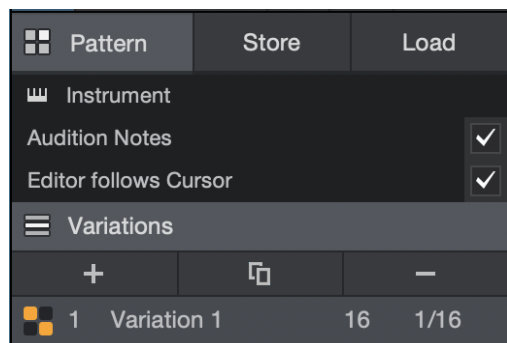 Pattern Store Load
Instrument
Audition Notes
Editor follows Cursor
Variations
1 Variation 1 16 1/16